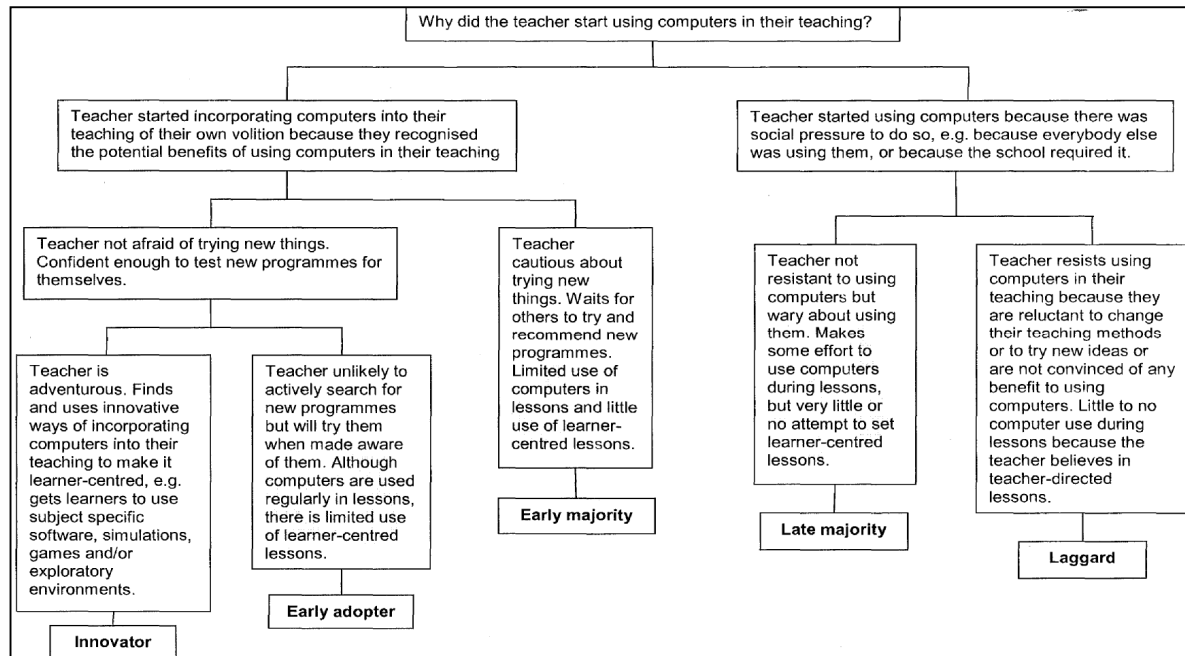 Why did the teacher start using computers in their teaching?
Teacher started incorporating computers into their
teaching of their own volition because they recognised
the potential benefits of using computers in their teaching
Teacher started using computers because there was
social pressure to do so, e.g. because everybody else
was using them, or because the school required it.
Teacher not afraid of trying new things.
Confident enough to test new programmes for
themselves.
Teacher
cautious about
trying new
things. Waits for
others to try and
recommend new
programmes.
Limited use of
computers in
lessons and little
use of learner-
centred lessons.
Teacher not
resistant to using
computers but
wary about using
them. Makes
some effort to
use computers
during lessons,
but very little or
no attempt to set
learner-centred
lessons.
Teacher resists using
computers in their
teaching because they
are reluctant to change
their teaching methods
or to try new ideas or
are not convinced of any
benefit to using
computers. Little to no
computer use during
lessons because the
teacher believes in
teacher-directed
lessons.
Teacher is
adventurous. Finds
and uses innovative
ways of incorporating
computers into their
teaching to make it
learner-centred, e.g.
gets learners to use
subject specific
software, simulations,
games and/or
exploratory
environments.
Teacher unlikely to
actively search for
new programmes
but will try them
when made aware
of them. Although
computers are used
regularly in lessons,
there is limited use
of learner-centred
lessons.
Early majority
Late majority
Laggard
Early adopter
Innovator